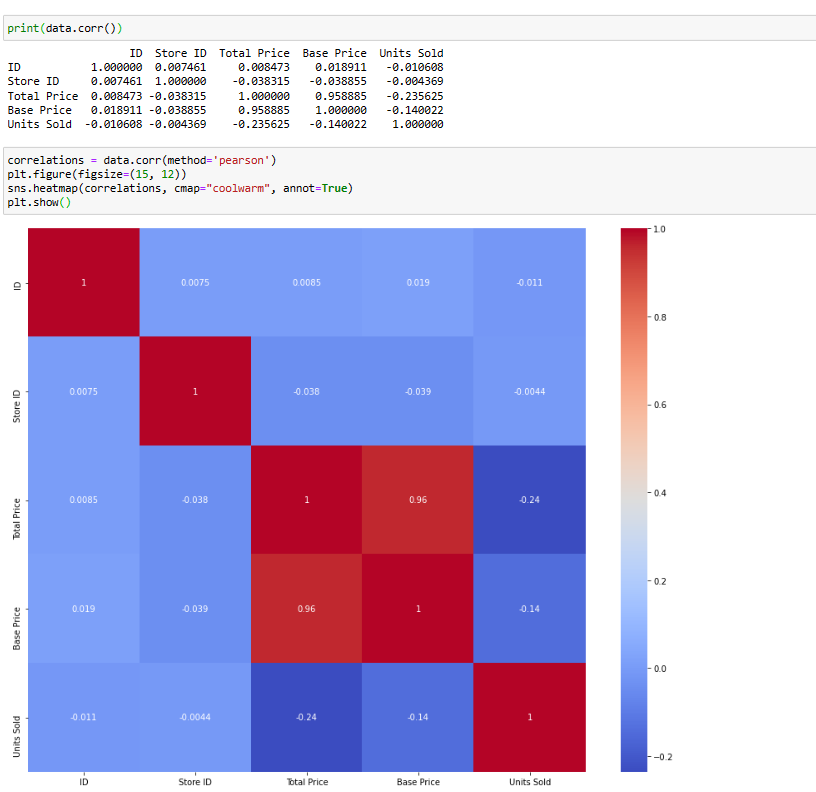 print(data.corr())
ID Store ID Total Price Base Price Units Sold
ID 1.000000 0.007461 0.008473 0.018911 -0.010608
Store ID 0.007461 1.000000 -0.038315 -0.038855 -0.004369
Total Price 0.008473 -0.038315 1.000000 0.958885 -0.235625
Base Price 0.018911 -0.038855 0.958885 1.000000 -0.140022
Units Sold -0.010608 -0.004369 -0.235625 -0.140022 1.000000
correlations = data.corr(method='pearson')
plt.figure(figsize=(15, 12))
sns.heatmap(correlations, cmap="coolwarm", annot=True)
plt.show()
ID 1 0.0075 0.0085 0.019 -0.011
Store ID 0.0075 1 -0.038 -0.039 -0.0044
Total Price 0.0085 -0.038 1 0.96 -0.24
Base Price 0.019 -0.039 0.96 1 -0.14
Units Sold -0.011 -0.0044 -0.24 -0.14 1
ID Store ID Total Price Base Price Units Sold
1.0
0.8
0.6
0.4
0.2
0.0
−0.2